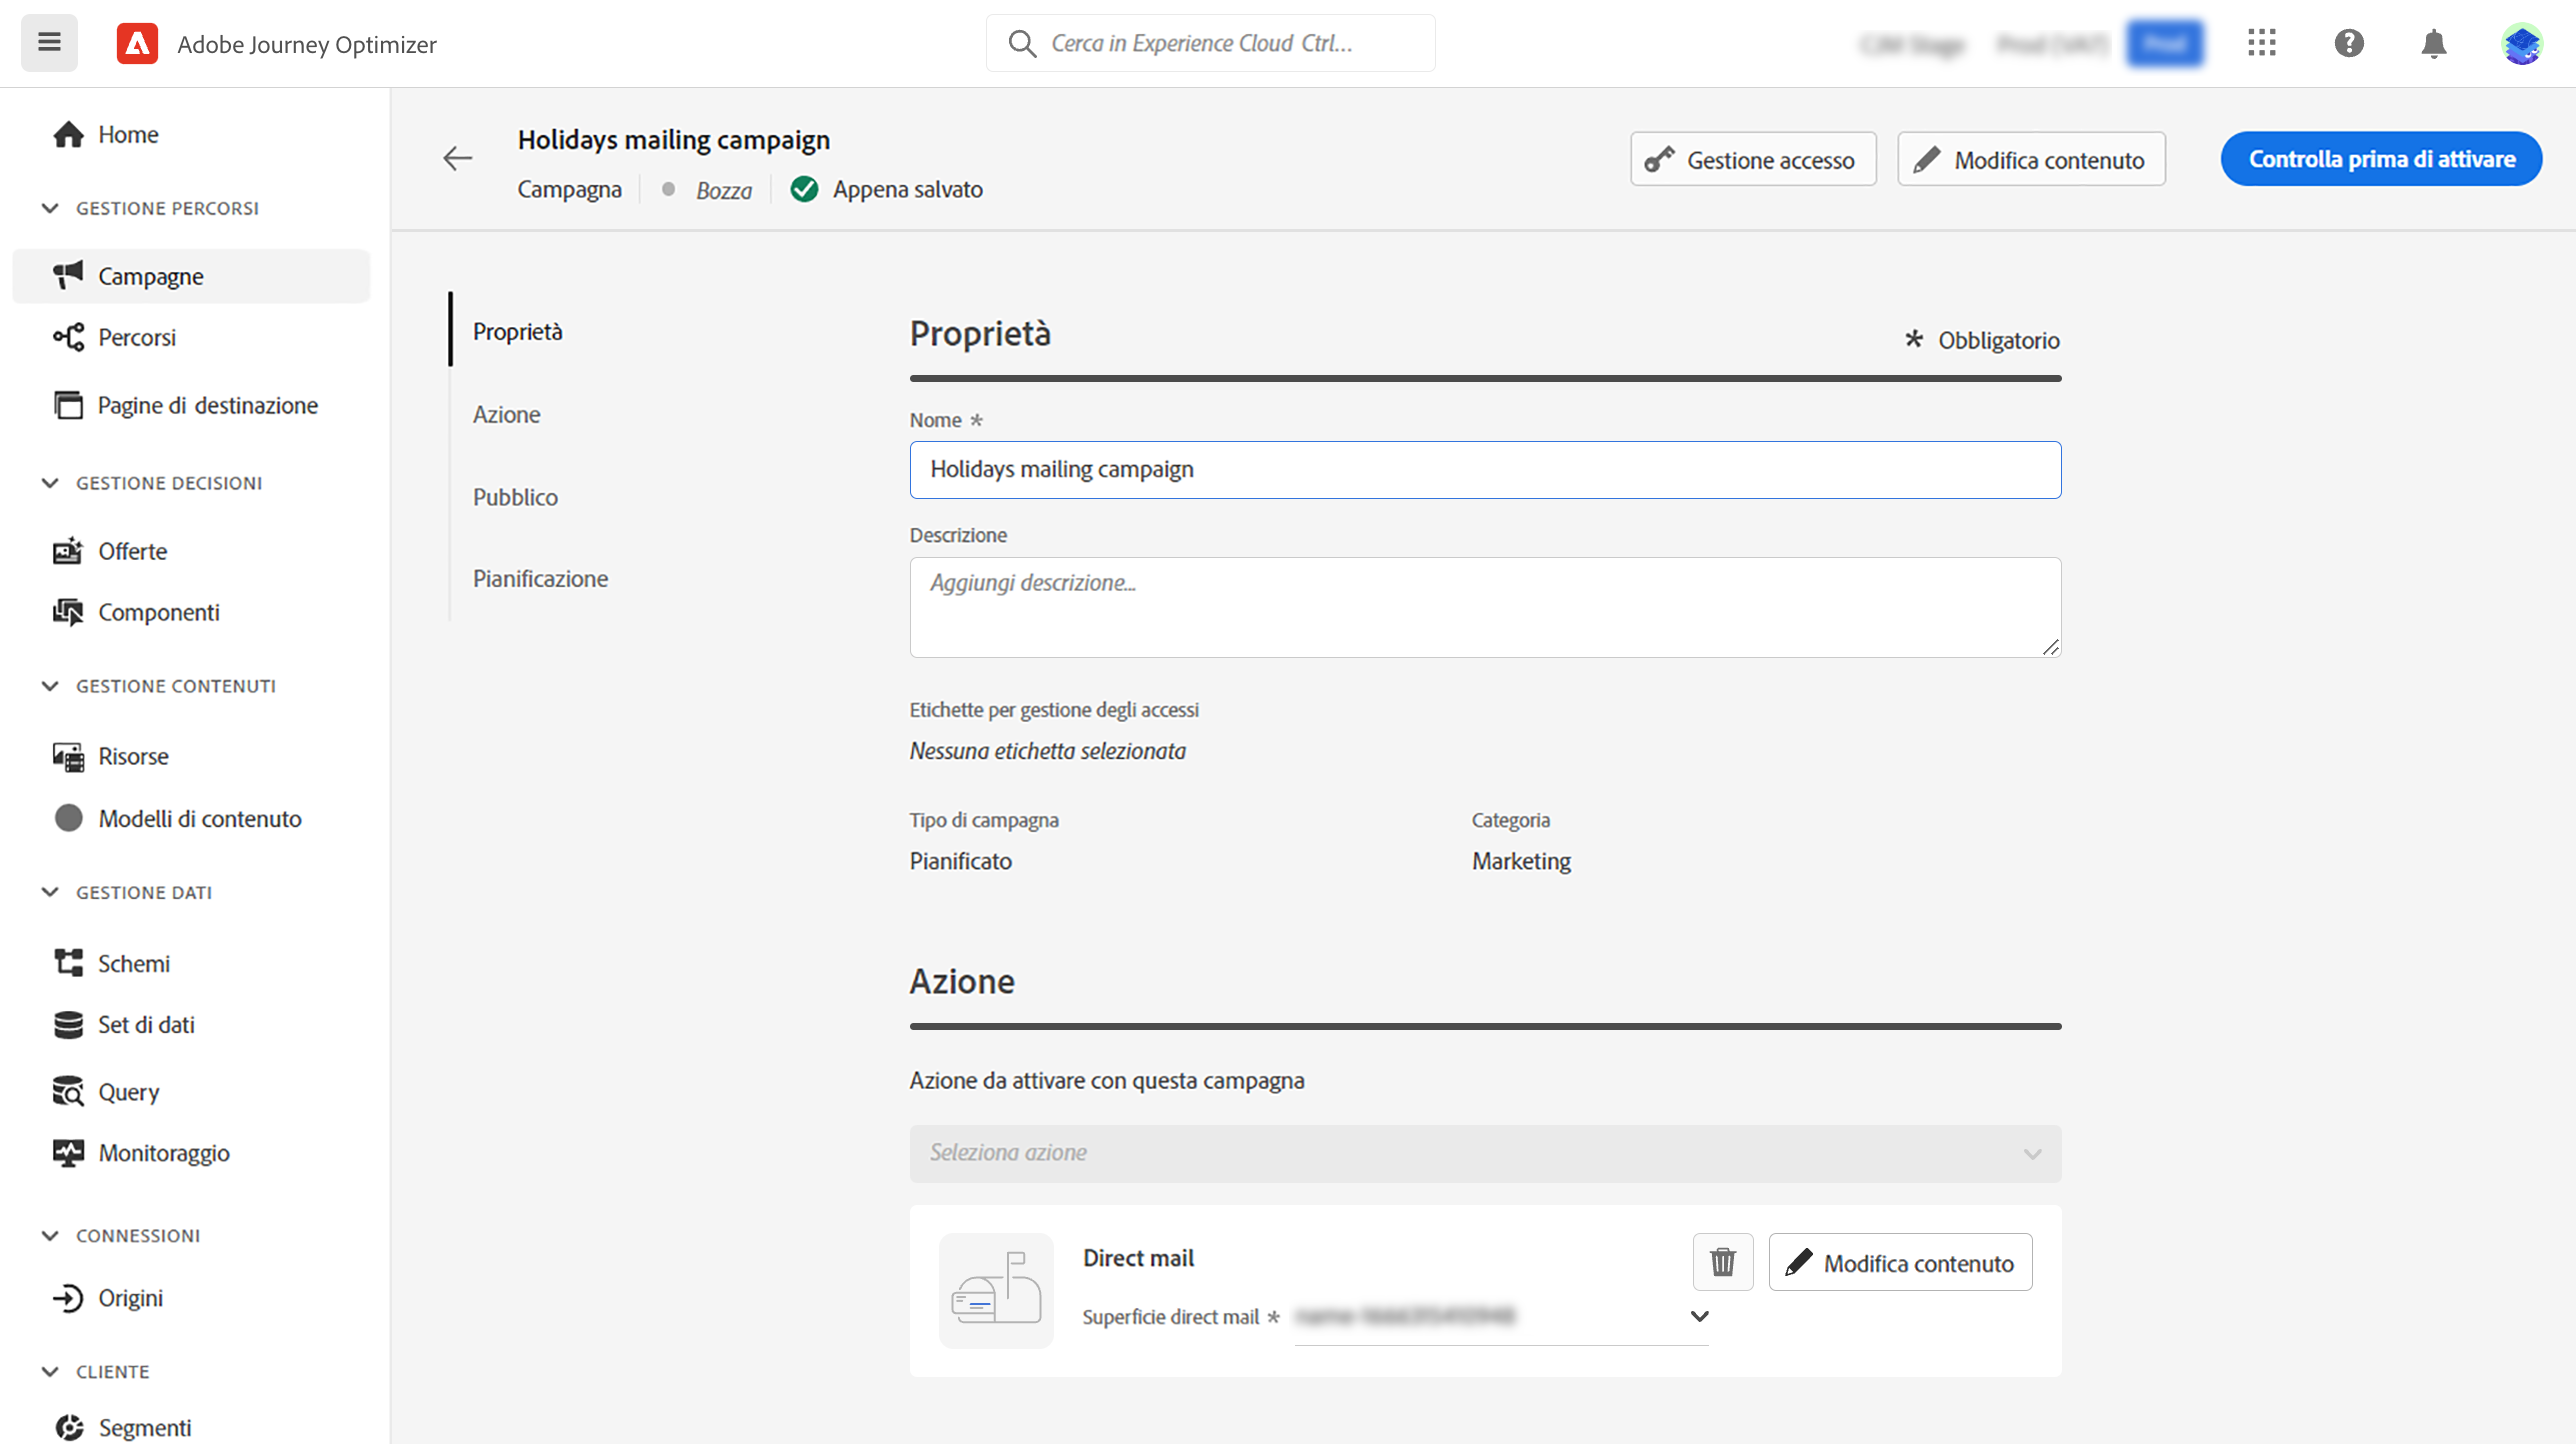 Adobe Journey Optimizer
Cerca in Experience Cloud Ctrl...
Home
GESTIONE PERCORSI
Campagne
Percorsi
Pagine di destinazione
GESTIONE DECISIONI
Offerte
Componenti
GESTIONE CONTENUTI
Risorse
Modelli di contenuto
GESTIONE DATI
Schemi
Set di dati
Query
Monitoraggio
CONNESSIONI
Origini
CLIENTE
Segmenti
Holidays mailing campaign
Campagna Bozza Appena salvato
Gestione accesso
Modifica contenuto
Controlla prima di attivare
Proprietà
Azione
Pubblico
Pianificazione
Proprietà
* Obbligatorio
Nome *
Holidays mailing campaign
Descrizione
Aggiungi descrizione...
Etichette per gestione degli accessi
Nessuna etichetta selezionata
Tipo di campagna
Pianificato
Categoria
Marketing
Azione
Azione da attivare con questa campagna
Seleziona azione
Direct mail
Modifica contenuto
Superficie direct mail *